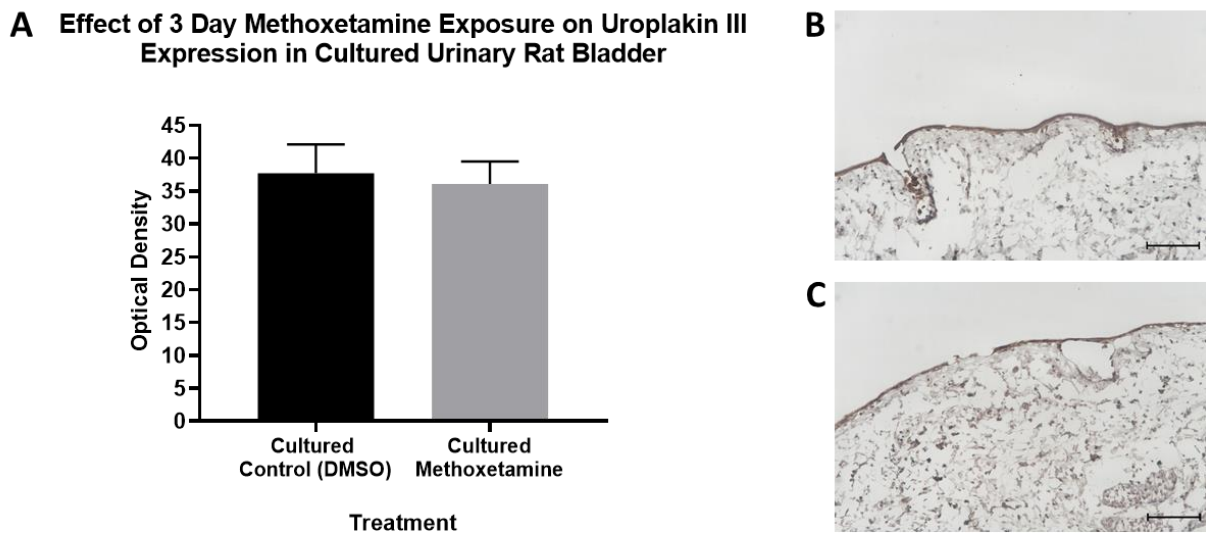 A
Effect of 3 Day Methoxetamine Exposure on Uroplakin III
Expression in Cultured Urinary Rat Bladder
Optical Density
45
40
35
30
25
20
15
10
5
0
Cultured
Control (DMSO)
Cultured
Methoxetamine
Treatment
B
C